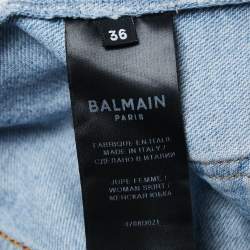 36
BALMAIN
PARIS
FABRIQUÉ EN ITALIE
MADE IN ITALY /
СДЕЛАНО В ИТАЛИИ
JUPE FEMME /
WOMAN SKIRT /
ЖЕНСКАЯ ЮБКА